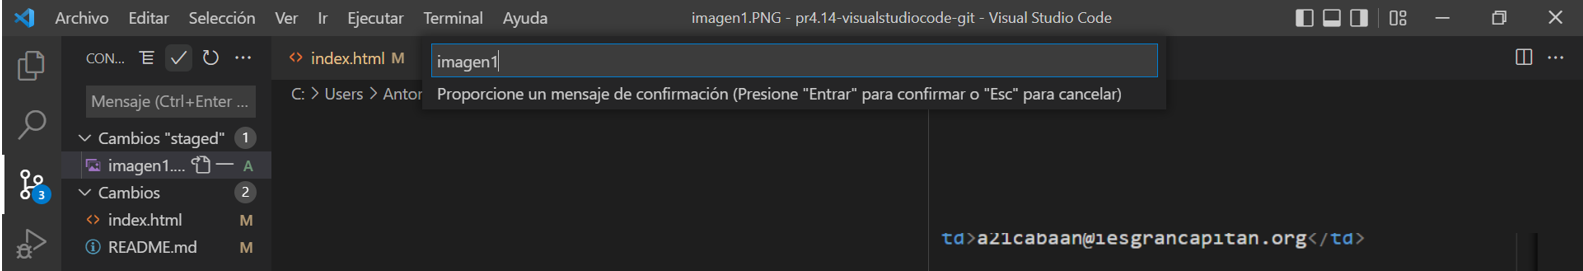 Archivo Editar Selección Ver Ir Ejecutar Terminal Ayuda imagen1.PNG - pr4.14-visualstudiocode-git - Visual Studio Code
CON... index.html M imagen1
Mensaje (Ctrl+Enter ... C: > Users > Anton Proporcione un mensaje de confirmación (Presione "Entrar" para confirmar o "Esc" para cancelar)
Cambios "staged" 1
imagen1.... A
3 Cambios 2
index.html M
README.md M td>a21cabaan@iesgrancapitan.org</td>